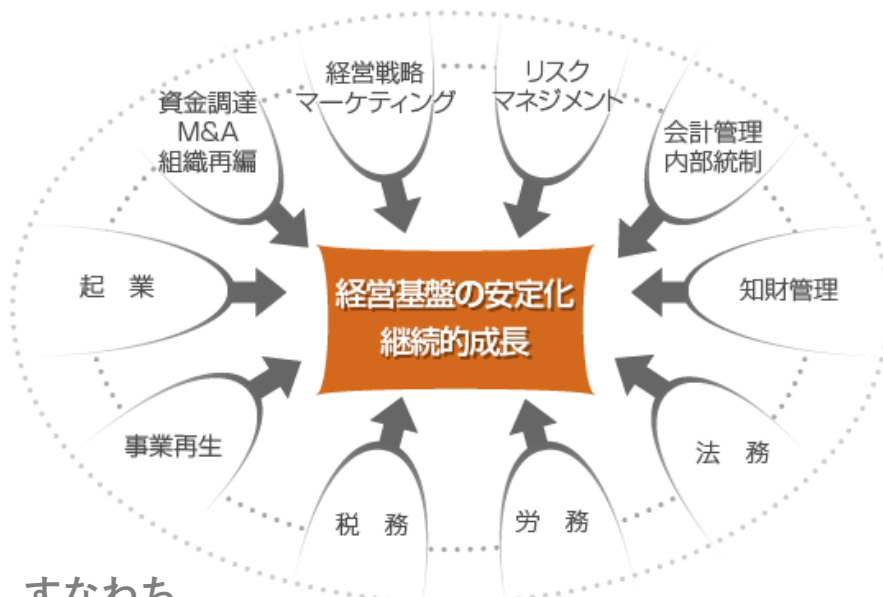 経営戦略
マーケティング
リスク
マネジメント
資金調達
M&A
組織再編
会計管理
内部統制
起　業
経営基盤の安定化
継続的成長
知財管理
事業再生
法　務
税　務
労　務
すなわち